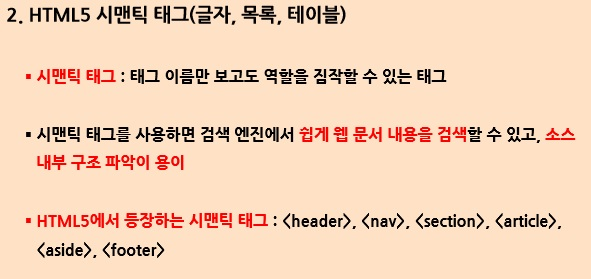 2. HTML5 시맨틱 태그(글자, 목록, 테이블)
▪ 시맨틱 태그 : 태그 이름만 보고도 역할을 짐작할 수 있는 태그
▪ 시맨틱 태그를 사용하면 검색 엔진에서 쉽게 웹 문서 내용을 검색할 수 있고, 소스
내부 구조 파악이 용이
▪ HTML5에서 등장하는 시맨틱 태그 : <header>, <nav>, <section>, <article>,
<aside>, <footer>